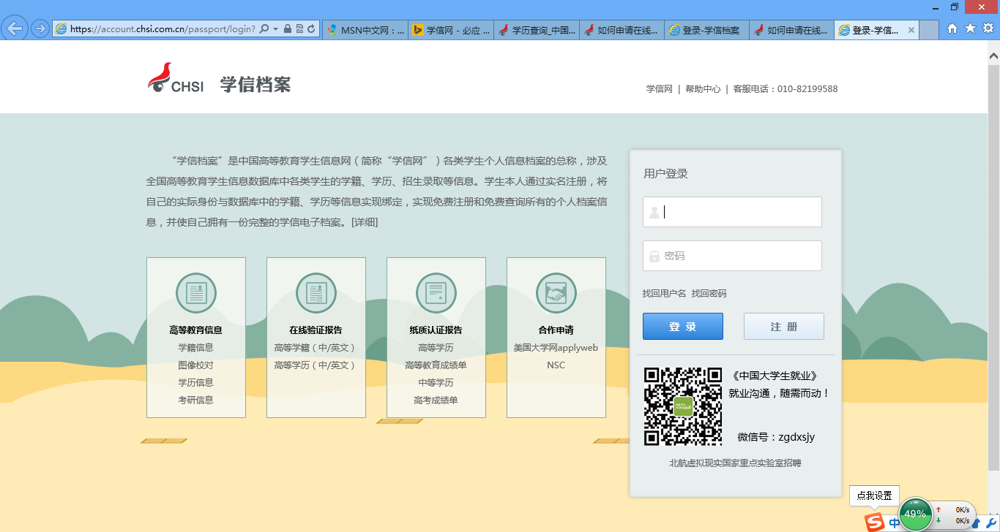 https://account.chsi.com.cn/passport/login?
MSN中文网：...
学信网 - 必应 ...
学历查询_中国...
如何申请在线...
登录-学信档案
如何申请在线...
登录-学信...
CHSI 学信档案
学信网 | 帮助中心 | 客服电话：010-82199588
“学信档案”是中国高等教育学生信息网（简称“学信网”）各类学生个人信息档案的总称，涉及
全国高等教育学生信息数据库中各类学生的学籍、学历、招生录取等信息。学生本人通过实名注册，将
自己的实际身份与数据库中的学籍、学历等信息实现绑定，实现免费注册和免费查询所有的个人档案信
息，并使自己拥有一份完整的学信电子档案。[详细]
高等教育信息
学籍信息
图像校对
学历信息
考研信息
在线验证报告
高等学籍（中/英文）
高等学历（中/英文）
纸质认证报告
高等学历
高等教育成绩单
中等学历
高考成绩单
合作申请
美国大学网applyweb
NSC
用户登录
密码
找回用户名 找回密码
登 录
注 册
《中国大学生就业》
就业沟通，随需而动！
微信号：zgdxsjy
北航虚拟现实国家重点实验室招聘
点我设置
S 中
49%
0K/s
0K/s